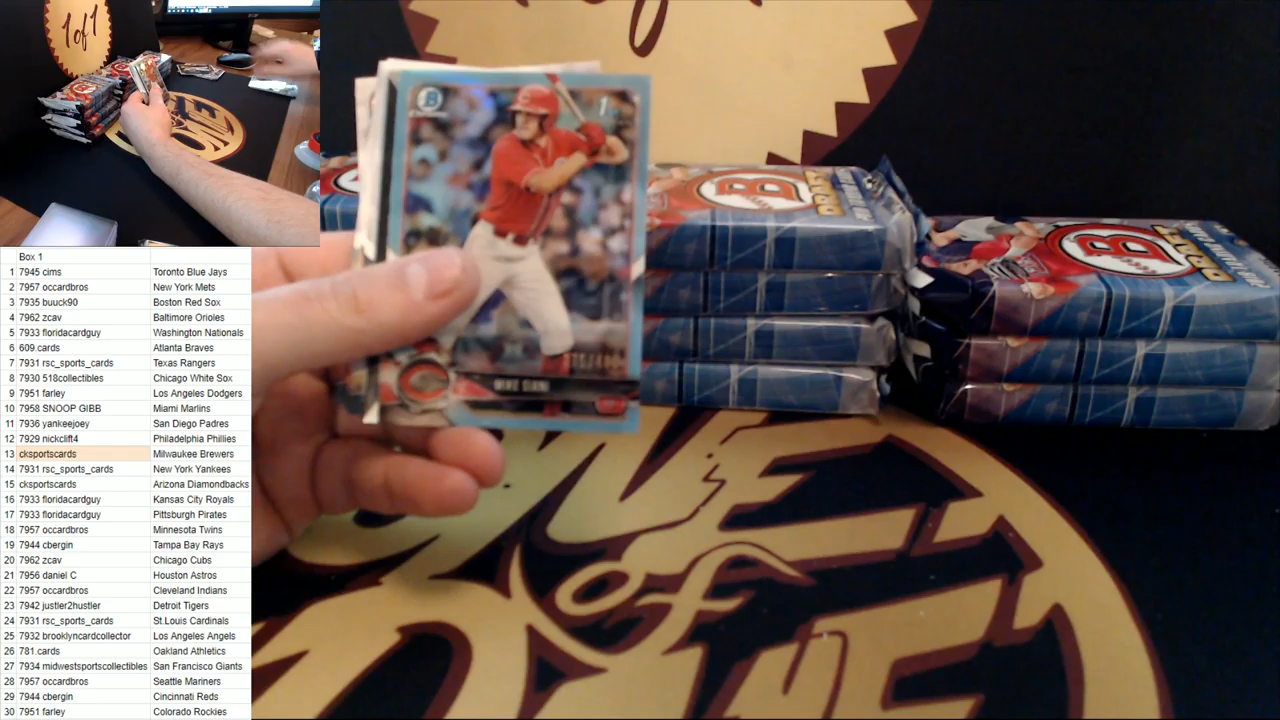 1 of 1
Box 1
1 7945 cims Toronto Blue Jays
2 7957 occardbros New York Mets
3 7935 buuck90 Boston Red Sox
4 7962 zcav Baltimore Orioles
5 7933 floridacardguy Washington Nationals
6 609.cards Atlanta Braves
7 7931 rsc_sports_cards Texas Rangers
8 7930 518collectibles Chicago White Sox
9 7951 farley Los Angeles Dodgers
10 7958 SNOOP GIBB Miami Marlins
11 7936 yankeejoey San Diego Padres
12 7929 nickclift4 Philadelphia Phillies
13 cksportscards Milwaukee Brewers
14 7931 rsc_sports_cards New York Yankees
15 cksportscards Arizona Diamondbacks
16 7933 floridacardguy Kansas City Royals
17 7933 floridacardguy Pittsburgh Pirates
18 7957 occardbros Minnesota Twins
19 7944 cbergin Tampa Bay Rays
20 7962 zcav Chicago Cubs
21 7956 daniel C Houston Astros
22 7957 occardbros Cleveland Indians
23 7942 justler2hustler Detroit Tigers
24 7931 rsc_sports_cards St.Louis Cardinals
25 7932 brooklyncardcollector Los Angeles Angels
26 781.cards Oakland Athletics
27 7934 midwestsportscollectibles San Francisco Giants
28 7957 occardbros Seattle Mariners
29 7944 cbergin Cincinnati Reds
30 7951 farley Colorado Rockies
B
1
MIKE SIANI
C
B DRAFT
B DRAFT
ONE
of
ONE